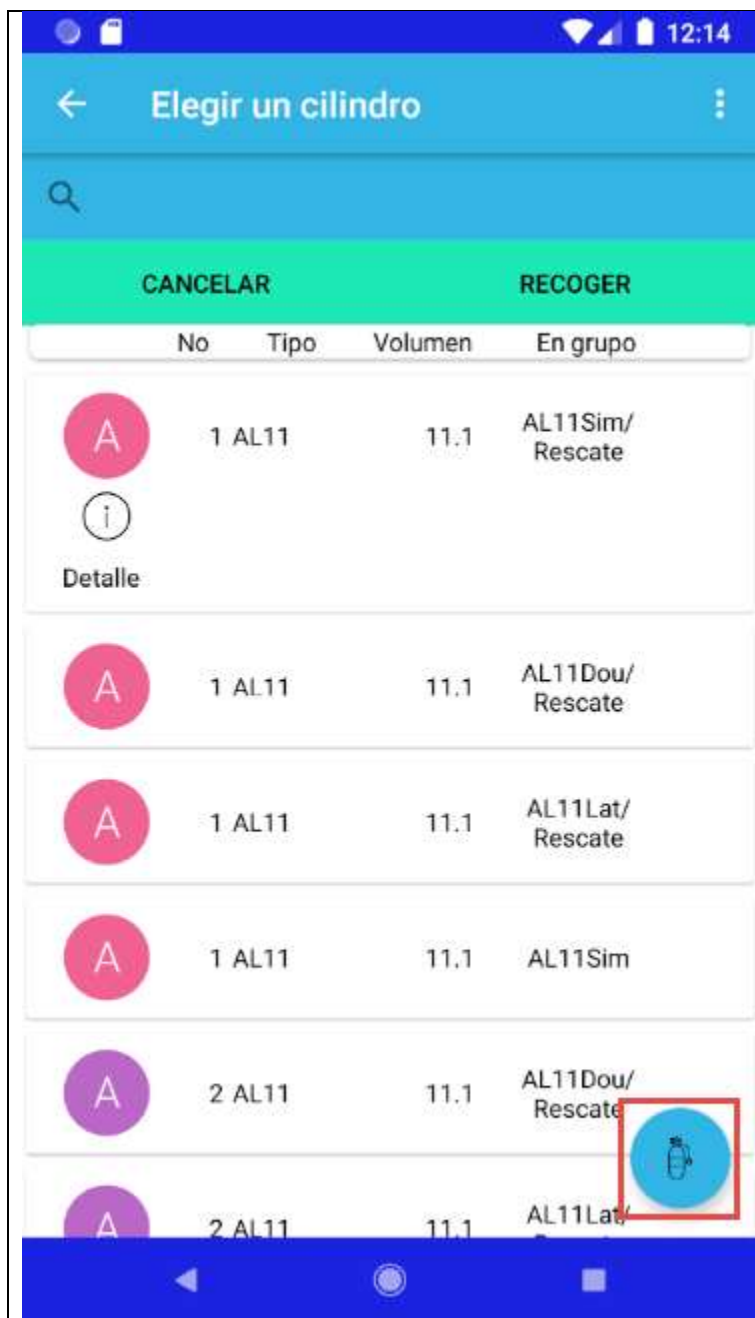 12:14
Elegir un cilindro
CANCELAR RECOGER
No Tipo Volumen En grupo
A 1 AL11 11.1 AL11Sim/
Rescate
i
Detalle
A 1 AL11 11.1 AL11Dou/
Rescate
A 1 AL11 11.1 AL11Lat/
Rescate
A 1 AL11 11.1 AL11Sim
A 2 AL11 11.1 AL11Dou/
Rescate
A 2 AL11 11.1 AL11Lat/